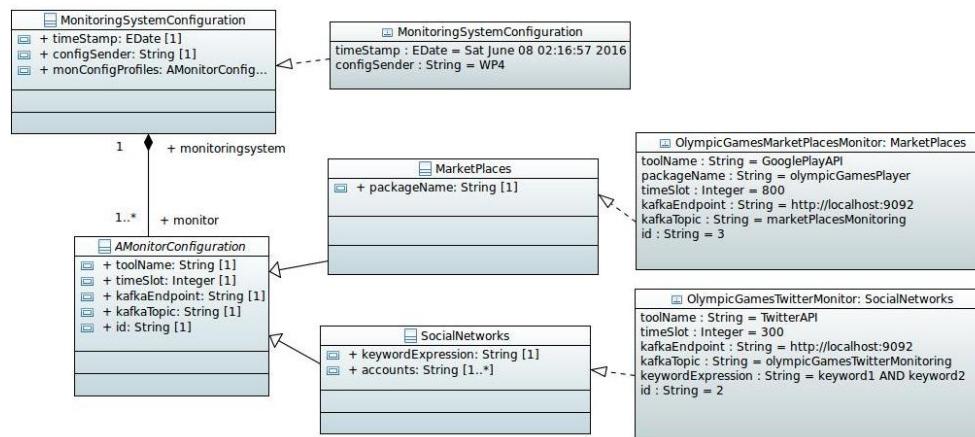 MonitoringSystemConfiguration
+ timeStamp: EDate [1]
+ configSender: String [1]
+ monConfigProfiles: AMonitorConfig...
MonitoringSystemConfiguration
timeStamp : EDate = Sat June 08 02:16:57 2016
configSender : String = WP4
1
+ monitoringsystem
1..*
+ monitor
MarketPlaces
+ packageName: String [1]
OlympicGamesMarketPlacesMonitor: MarketPlaces
toolName : String = GooglePlayAPI
packageName : String = olympicGamesPlayer
timeSlot : Integer = 800
kafkaEndpoint : String = http://localhost:9092
kafkaTopic : String = marketPlacesMonitoring
id : String = 3
AMonitorConfiguration
+ toolName: String [1]
+ timeSlot: Integer [1]
+ kafkaEndpoint: String [1]
+ kafkaTopic: String [1]
+ id: String [1]
SocialNetworks
+ keywordExpression: String [1]
+ accounts: String [1..*]
OlympicGamesTwitterMonitor: SocialNetworks
toolName : String = TwitterAPI
timeSlot : Integer = 300
kafkaEndpoint : String = http://localhost:9092
kafkaTopic : String = olympicGamesTwitterMonitoring
keywordExpression : String = keyword1 AND keyword2
id : String = 2